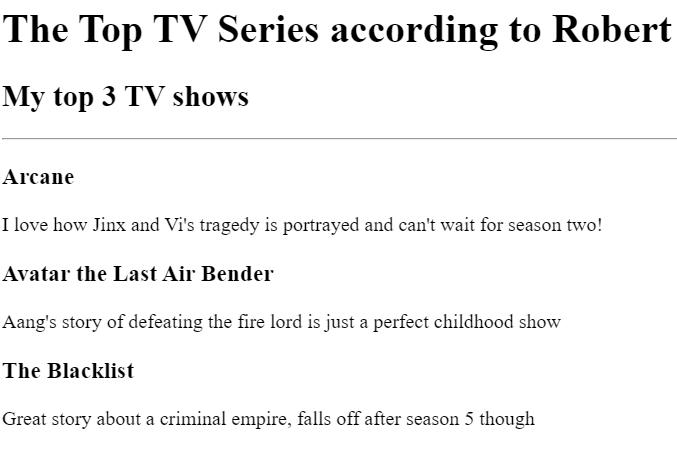 The Top TV Series according to Robert
My top 3 TV shows
Arcane
I love how Jinx and Vi's tragedy is portrayed and can't wait for season two!
Avatar the Last Air Bender
Aang's story of defeating the fire lord is just a perfect childhood show
The Blacklist
Great story about a criminal empire, falls off after season 5 though